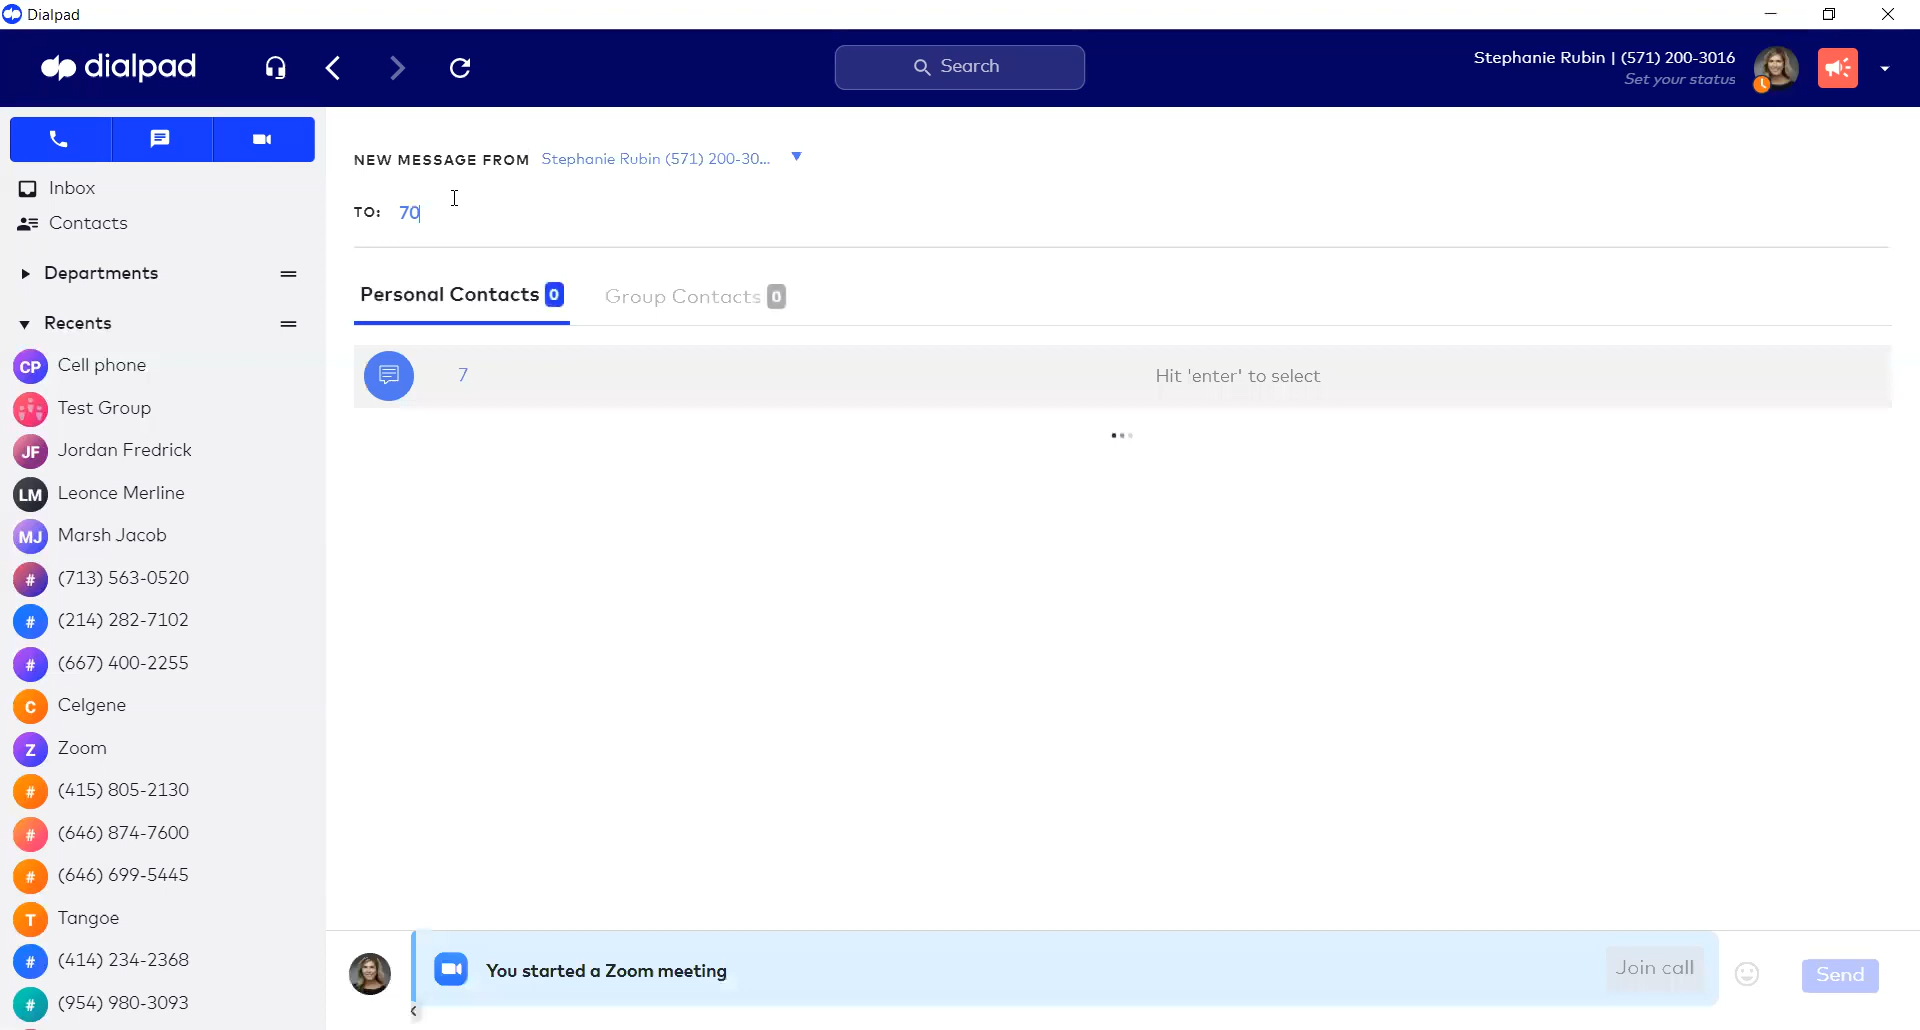 Dialpad
dialpad
Search
Stephanie Rubin | (571) 200-3016
Set your status
Inbox
Contacts
Departments
Recents
CP Cell phone
Test Group
JF Jordan Fredrick
LM Leonce Merline
MJ Marsh Jacob
# (713) 563-0520
# (214) 282-7102
# (667) 400-2255
C Celgene
Z Zoom
# (415) 805-2130
# (646) 874-7600
# (646) 699-5445
T Tangoe
# (414) 234-2368
# (954) 980-3093
NEW MESSAGE FROM Stephanie Rubin (571) 200-30...
TO: 70
Personal Contacts 0 Group Contacts 0
7 Hit 'enter' to select
You started a Zoom meeting Join call Send